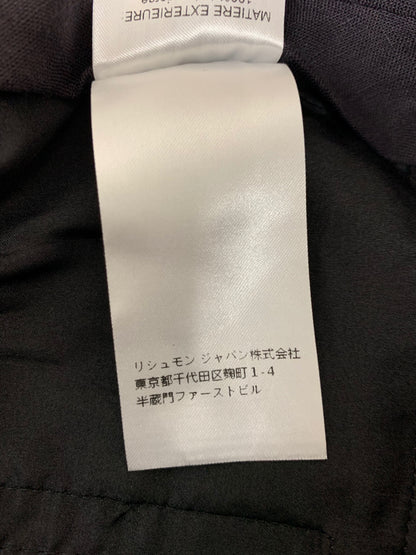 MATIERE EXTERIEURE:
リシュモン ジャパン株式会社
東京都千代田区麹町1-4
半蔵門ファーストビル